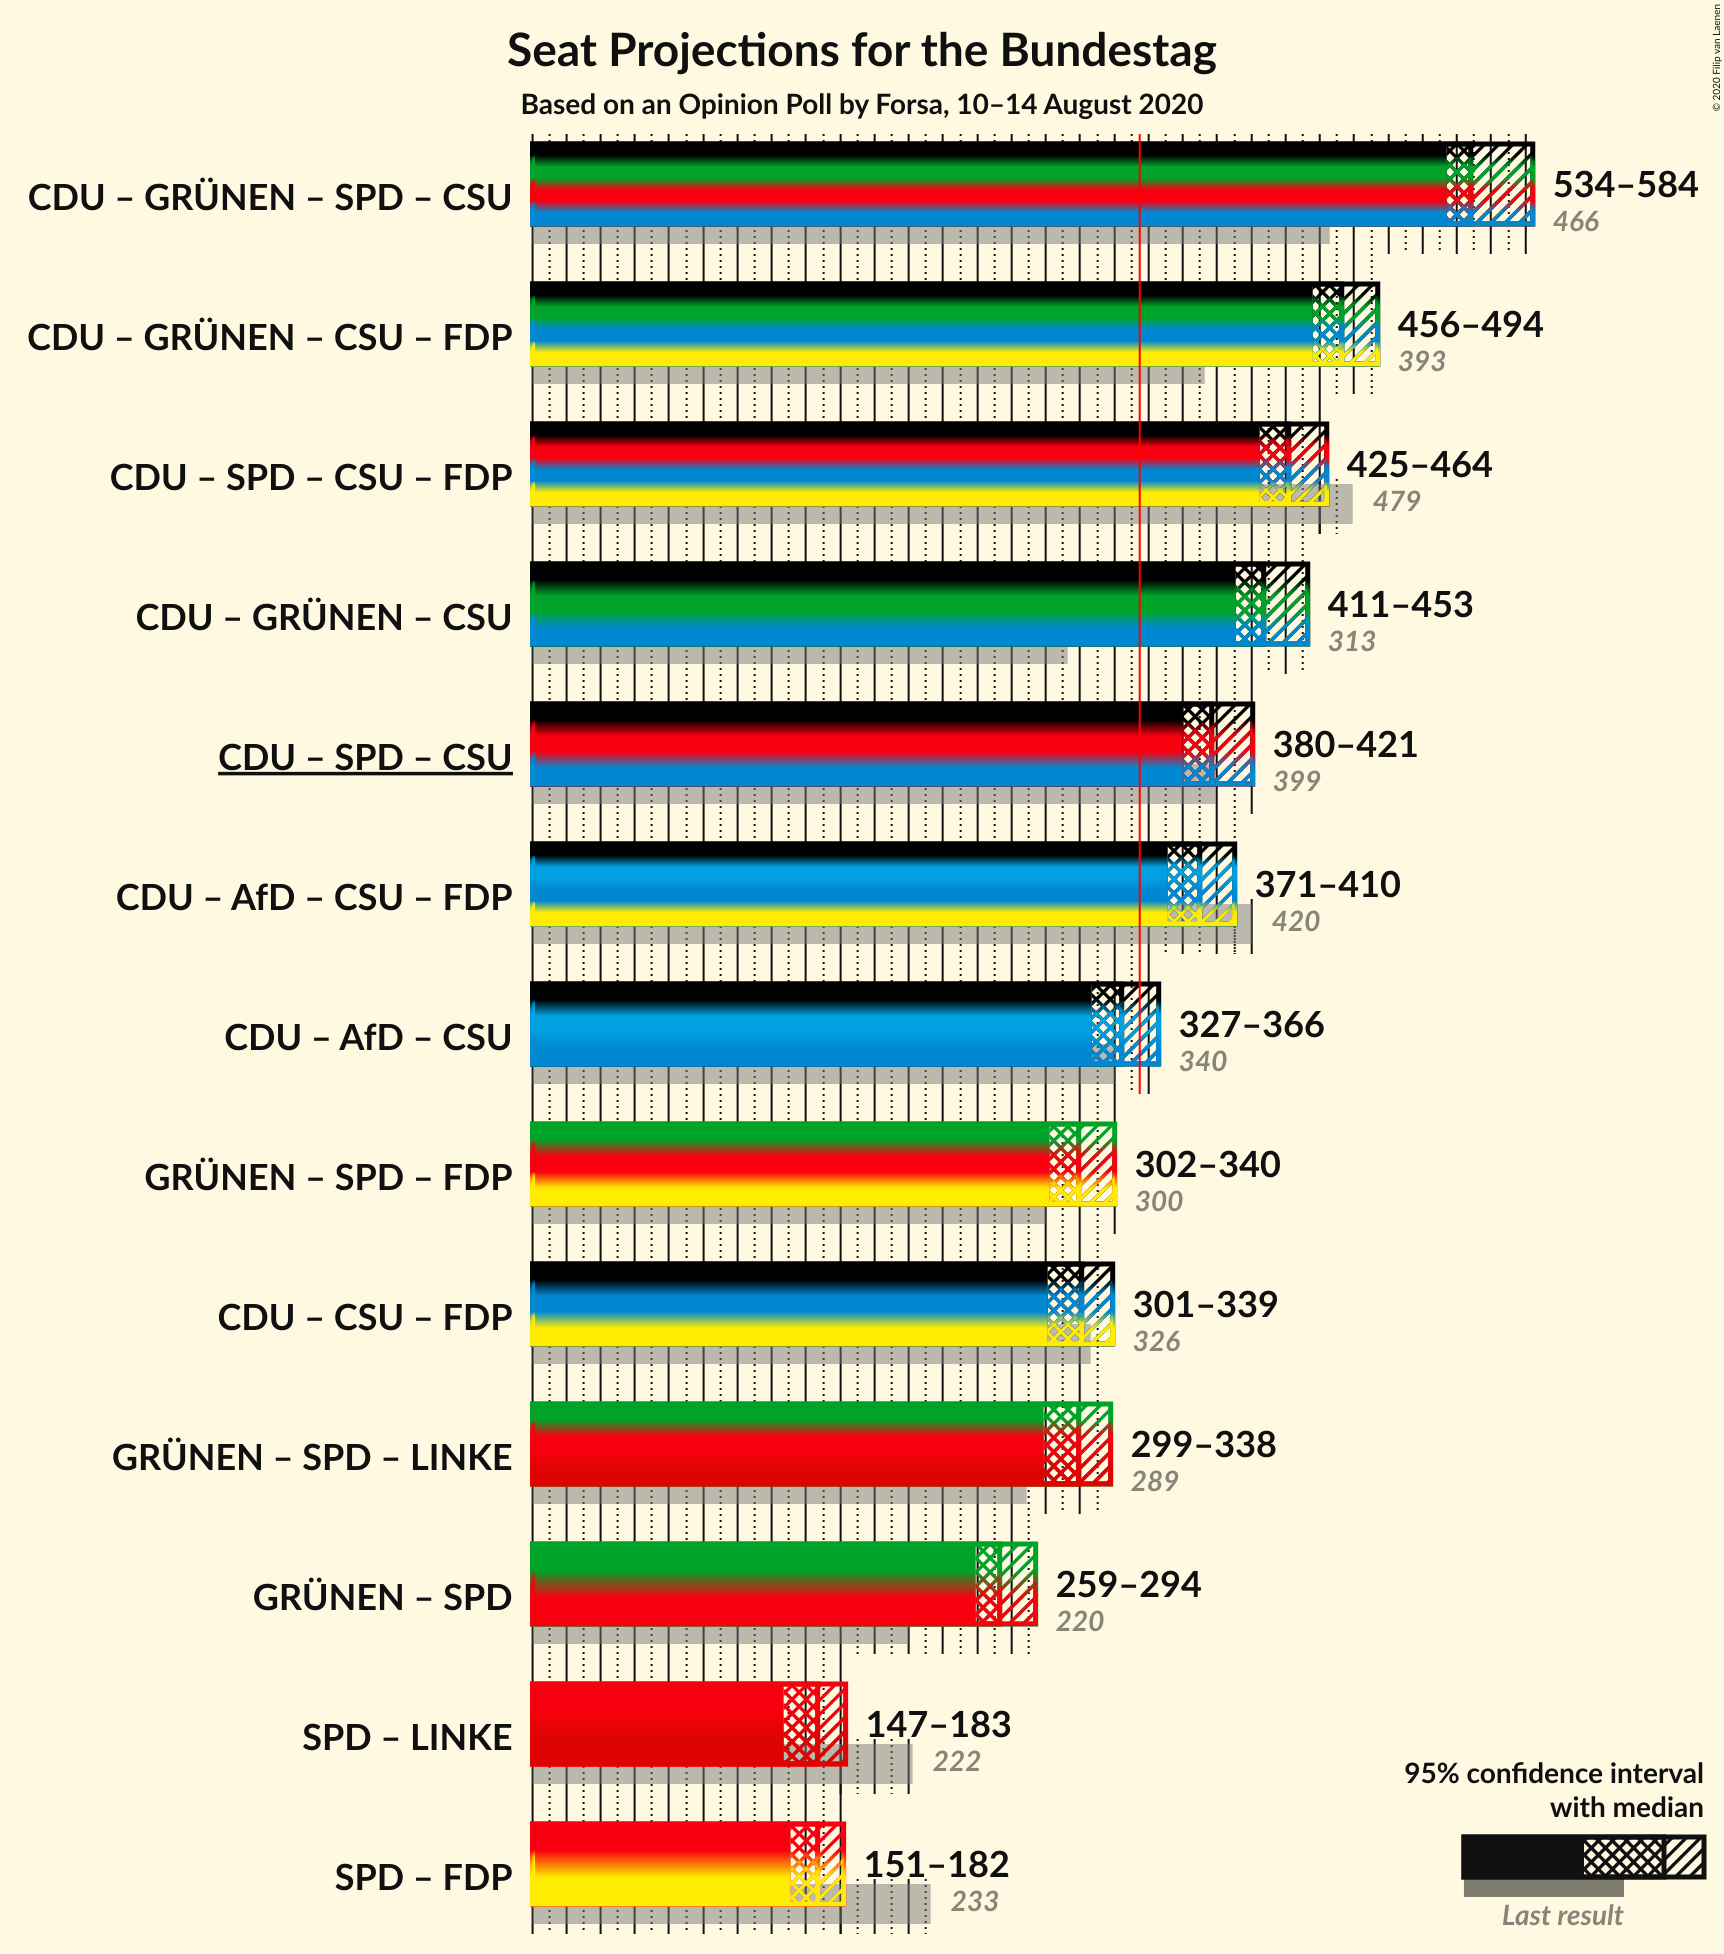 Seat Projections for the Bundestag
Based on an Opinion Poll by Forsa, 10–14 August 2020
© 2020 Filip van Laenen
CDU – GRÜNEN – SPD – CSU
534–584
466
CDU – GRÜNEN – CSU – FDP
456–494
393
CDU – SPD – CSU – FDP
425–464
479
CDU – GRÜNEN – CSU
411–453
313
CDU – SPD – CSU
380–421
399
CDU – AfD – CSU – FDP
371–410
420
CDU – AfD – CSU
327–366
340
GRÜNEN – SPD – FDP
302–340
300
CDU – CSU – FDP
301–339
326
GRÜNEN – SPD – LINKE
299–338
289
GRÜNEN – SPD
259–294
220
SPD – LINKE
147–183
222
SPD – FDP
151–182
233
95% confidence interval
with median
Last result